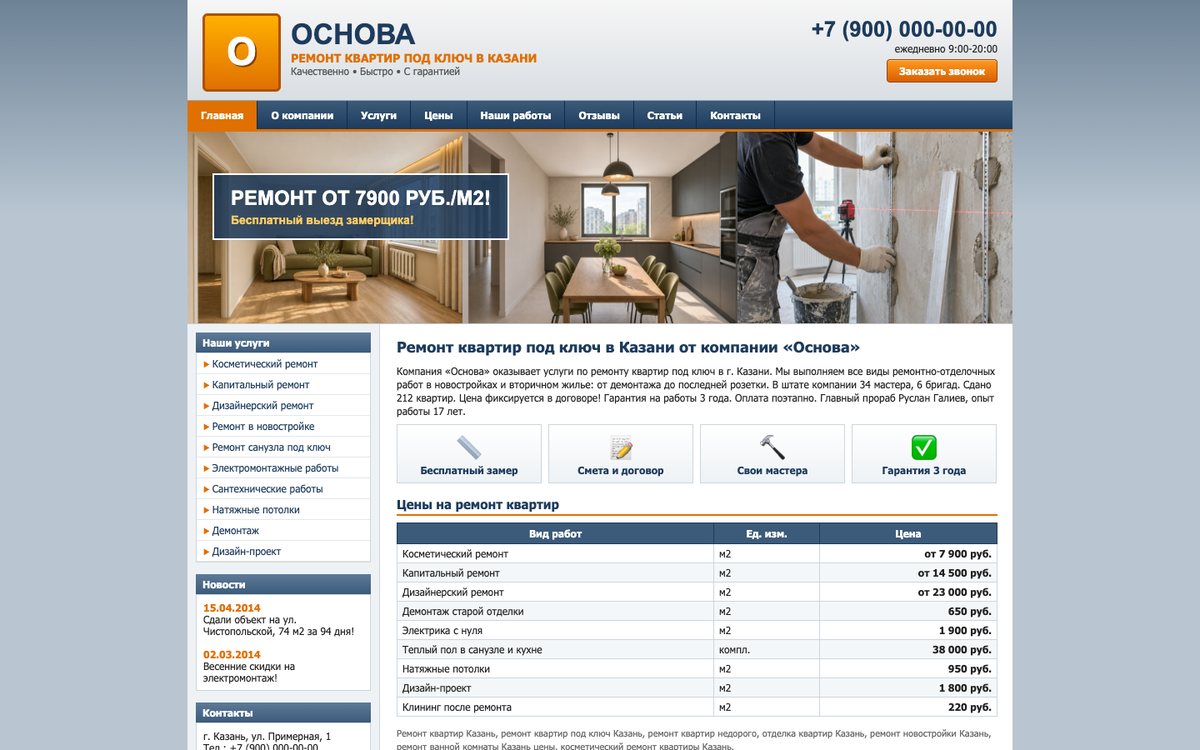 О
ОСНОВА
РЕМОНТ КВАРТИР ПОД КЛЮЧ В КАЗАНИ
Качественно • Быстро • С гарантией
+7 (900) 000-00-00
ежедневно 9:00-20:00
Заказать звонок
Главная
О компании
Услуги
Цены
Наши работы
Отзывы
Статьи
Контакты
РЕМОНТ ОТ 7900 РУБ./М2!
Бесплатный выезд замерщика!
Наши услуги
Косметический ремонт
Капитальный ремонт
Дизайнерский ремонт
Ремонт в новостройке
Ремонт санузла под ключ
Электромонтажные работы
Сантехнические работы
Натяжные потолки
Демонтаж
Дизайн-проект
Новости
15.04.2014
Сдали объект на ул.
Чистопольской, 74 м2 за 94 дня!
02.03.2014
Весенние скидки на
электромонтаж!
Контакты
г. Казань, ул. Примерная, 1
Тел.: +7 (900) 000-00-00
Ремонт квартир под ключ в Казани от компании «Основа»
Компания «Основа» оказывает услуги по ремонту квартир под ключ в г. Казани. Мы выполняем все виды ремонтно-отделочных
работ в новостройках и вторичном жилье: от демонтажа до последней розетки. В штате компании 34 мастера, 6 бригад. Сдано
212 квартир. Цена фиксируется в договоре! Гарантия на работы 3 года. Оплата поэтапно. Главный прораб Руслан Галиев, опыт
работы 17 лет.
Бесплатный замер
Смета и договор
Свои мастера
Гарантия 3 года
Цены на ремонт квартир
Вид работ Ед. изм. Цена
Косметический ремонт м2 от 7 900 руб.
Капитальный ремонт м2 от 14 500 руб.
Дизайнерский ремонт м2 от 23 000 руб.
Демонтаж старой отделки м2 650 руб.
Электрика с нуля м2 1 900 руб.
Теплый пол в санузле и кухне компл. 38 000 руб.
Натяжные потолки м2 950 руб.
Дизайн-проект м2 1 800 руб.
Клининг после ремонта м2 220 руб.
Ремонт квартир Казань, ремонт квартир под ключ Казань, ремонт квартир недорого, отделка квартир Казань, ремонт новостройки Казань,
ремонт ванной комнаты Казань цены, косметический ремонт квартиры Казань.